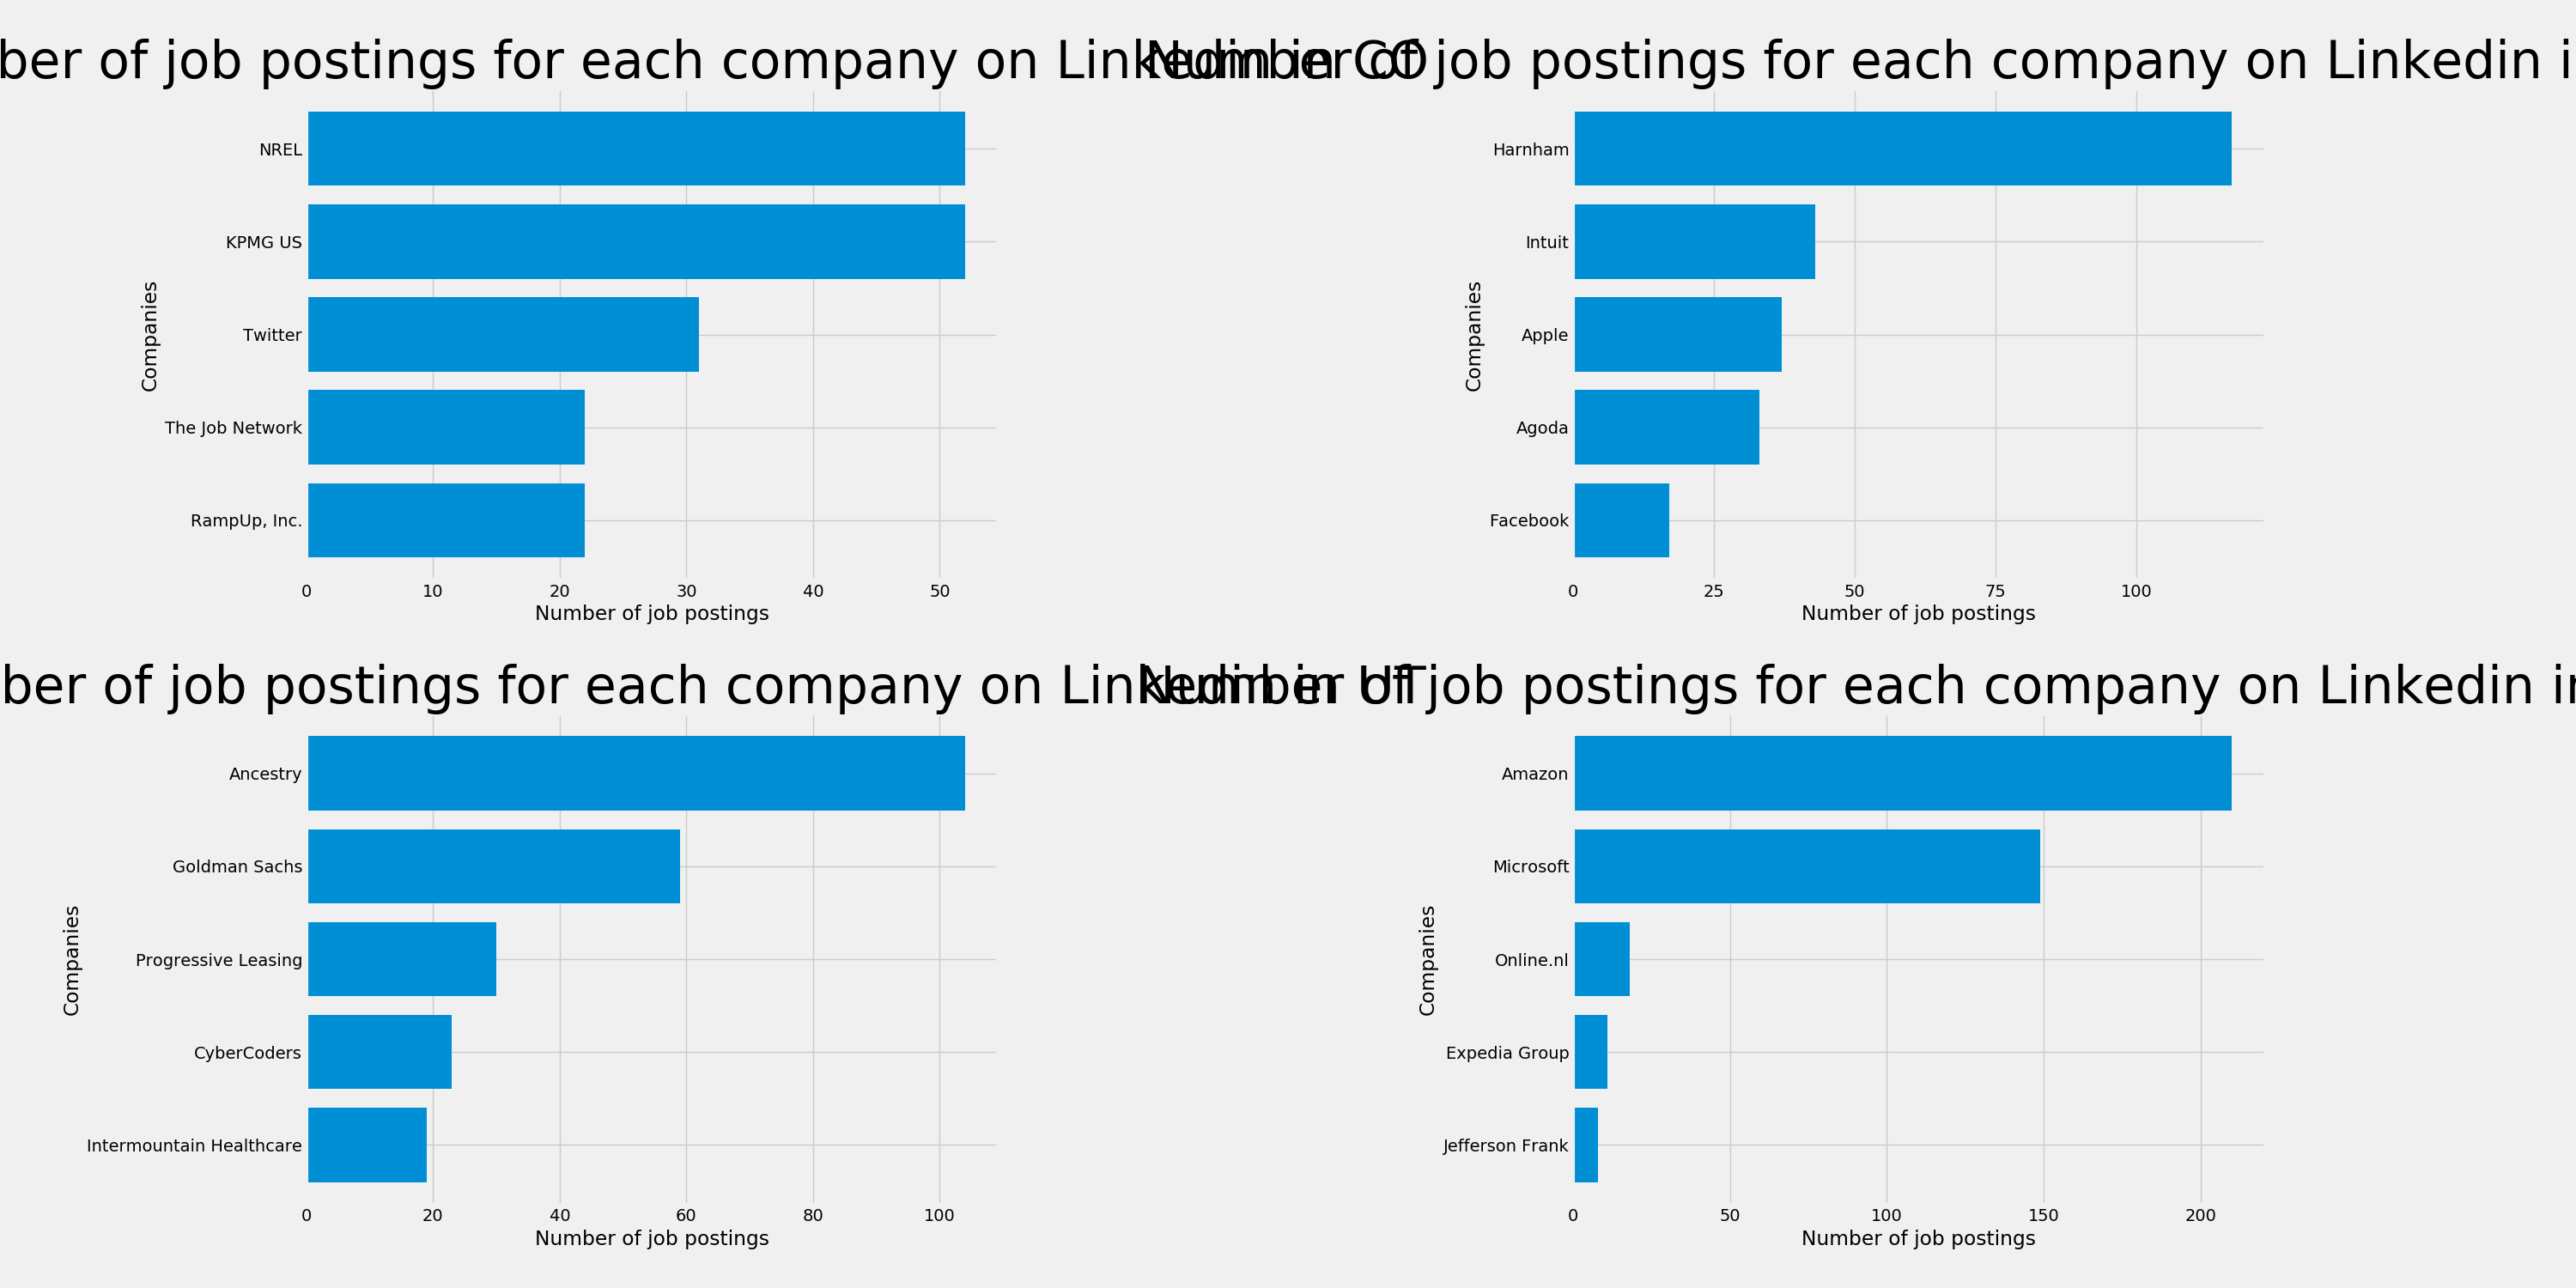 ber of job postings for each company on Linkedin in CO
Number of job postings for each company on Linkedin i
NREL
KPMG US
Twitter
The Job Network
RampUp, Inc.
Companies
0 10 20 30 40 50
Number of job postings
Harnham
Intuit
Apple
Agoda
Facebook
Companies
0 25 50 75 100
Number of job postings
ber of job postings for each company on Linkedin in UT
Number of job postings for each company on Linkedin in
Ancestry
Goldman Sachs
Progressive Leasing
CyberCoders
Intermountain Healthcare
Companies
0 20 40 60 80 100
Number of job postings
Amazon
Microsoft
Online.nl
Expedia Group
Jefferson Frank
Companies
0 50 100 150 200
Number of job postings